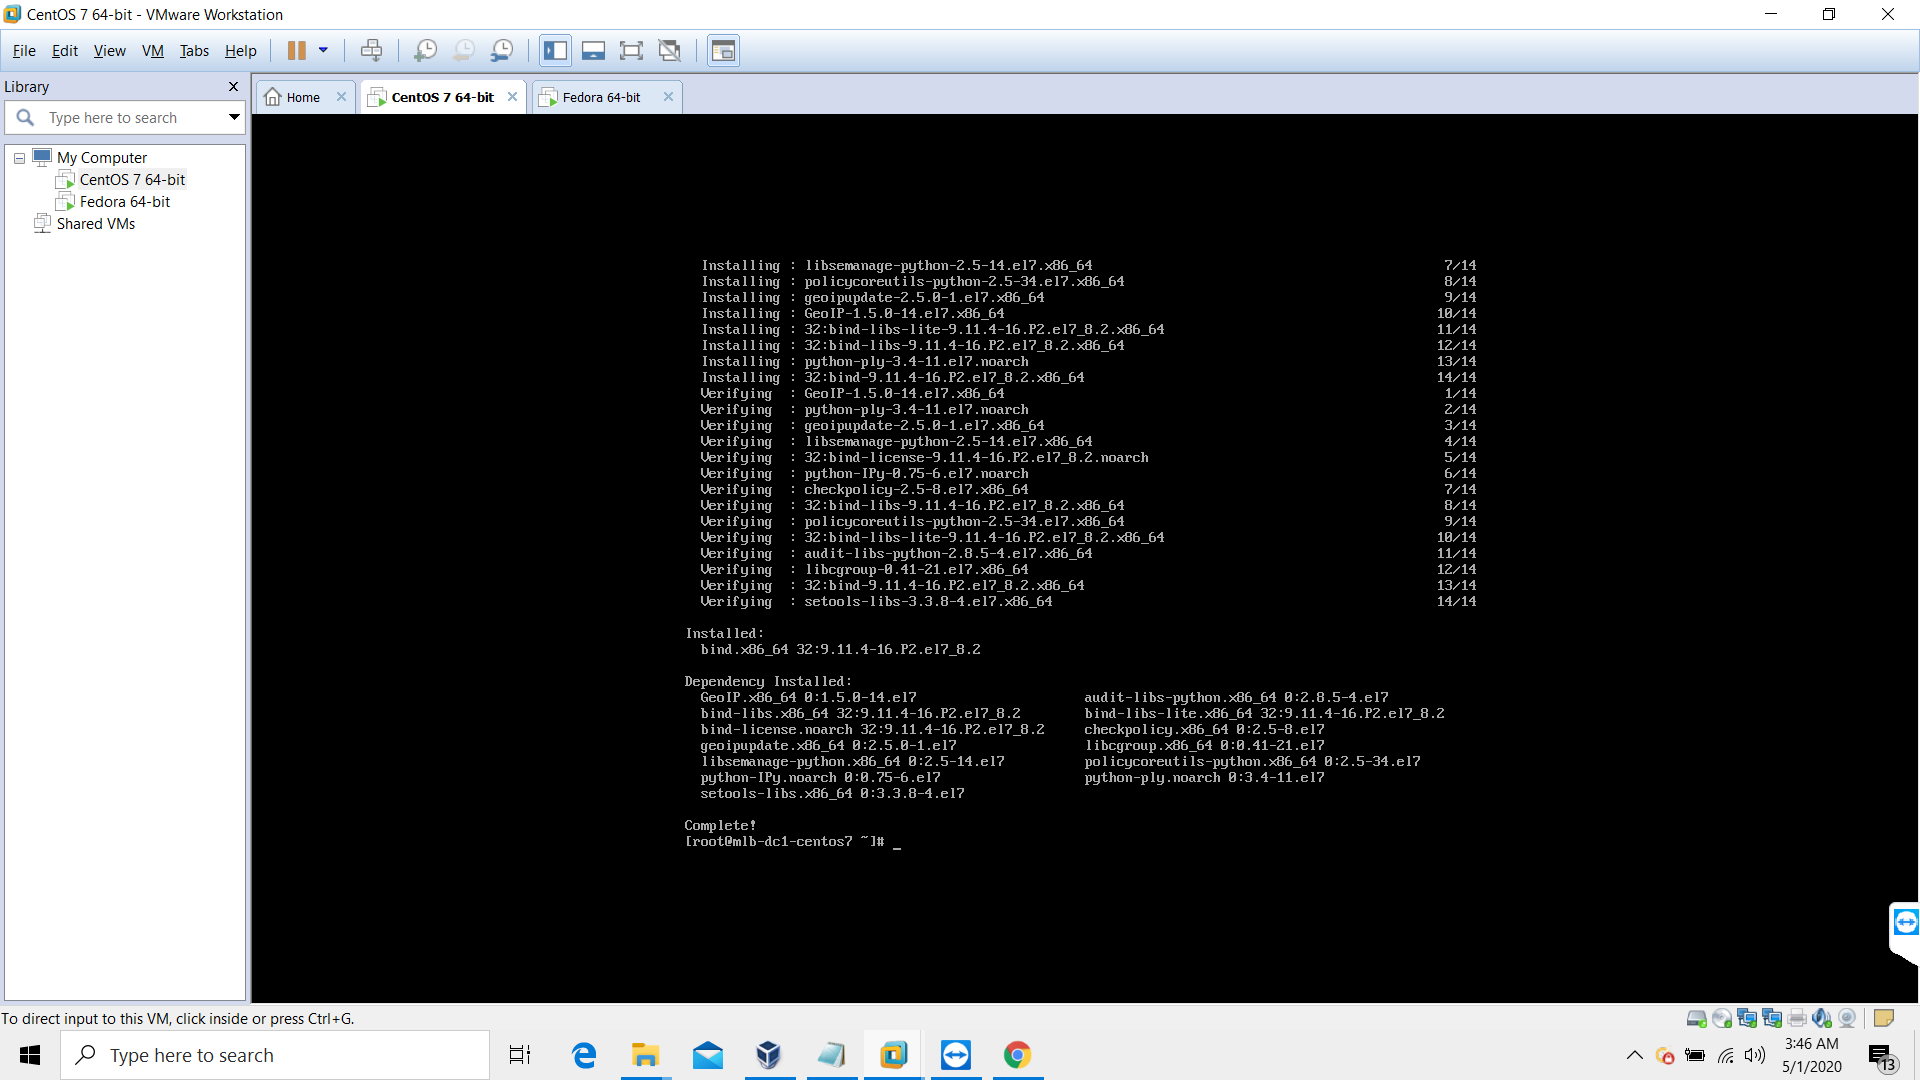 CentOS 7 64-bit - VMware Workstation
File Edit View VM Tabs Help
Library
Home
CentOS 7 64-bit
Fedora 64-bit
Type here to search
My Computer
CentOS 7 64-bit
Fedora 64-bit
Shared VMs
Installing : libsemanage-python-2.5-14.el7.x86_64 7/14
Installing : policycoreutils-python-2.5-34.el7.x86_64 8/14
Installing : geoipupdate-2.5.0-1.el7.x86_64 9/14
Installing : GeoIP-1.5.0-14.el7.x86_64 10/14
Installing : 32:bind-libs-lite-9.11.4-16.P2.el7_8.2.x86_64 11/14
Installing : 32:bind-libs-9.11.4-16.P2.el7_8.2.x86_64 12/14
Installing : python-ply-3.4-11.el7.noarch 13/14
Installing : 32:bind-9.11.4-16.P2.el7_8.2.x86_64 14/14
Verifying : GeoIP-1.5.0-14.el7.x86_64 1/14
Verifying : python-ply-3.4-11.el7.noarch 2/14
Verifying : geoipupdate-2.5.0-1.el7.x86_64 3/14
Verifying : libsemanage-python-2.5-14.el7.x86_64 4/14
Verifying : 32:bind-license-9.11.4-16.P2.el7_8.2.noarch 5/14
Verifying : python-IPy-0.75-6.el7.noarch 6/14
Verifying : checkpolicy-2.5-8.el7.x86_64 7/14
Verifying : 32:bind-libs-9.11.4-16.P2.el7_8.2.x86_64 8/14
Verifying : policycoreutils-python-2.5-34.el7.x86_64 9/14
Verifying : 32:bind-libs-lite-9.11.4-16.P2.el7_8.2.x86_64 10/14
Verifying : audit-libs-python-2.8.5-4.el7.x86_64 11/14
Verifying : libcgroup-0.41-21.el7.x86_64 12/14
Verifying : 32:bind-9.11.4-16.P2.el7_8.2.x86_64 13/14
Verifying : setools-libs-3.3.8-4.el7.x86_64 14/14
Installed:
bind.x86_64 32:9.11.4-16.P2.el7_8.2
Dependency Installed:
GeoIP.x86_64 0:1.5.0-14.el7 audit-libs-python.x86_64 0:2.8.5-4.el7
bind-libs.x86_64 32:9.11.4-16.P2.el7_8.2 bind-libs-lite.x86_64 32:9.11.4-16.P2.el7_8.2
bind-license.noarch 32:9.11.4-16.P2.el7_8.2 checkpolicy.x86_64 0:2.5-8.el7
geoipupdate.x86_64 0:2.5.0-1.el7 libcgroup.x86_64 0:0.41-21.el7
libsemanage-python.x86_64 0:2.5-14.el7 policycoreutils-python.x86_64 0:2.5-34.el7
python-IPy.noarch 0:0.75-6.el7 python-ply.noarch 0:3.4-11.el7
setools-libs.x86_64 0:3.3.8-4.el7
Complete!
[root@mlb-dc1-centos7 ~]# _
To direct input to this VM, click inside or press Ctrl+G.
Type here to search
3:46 AM
5/1/2020
13